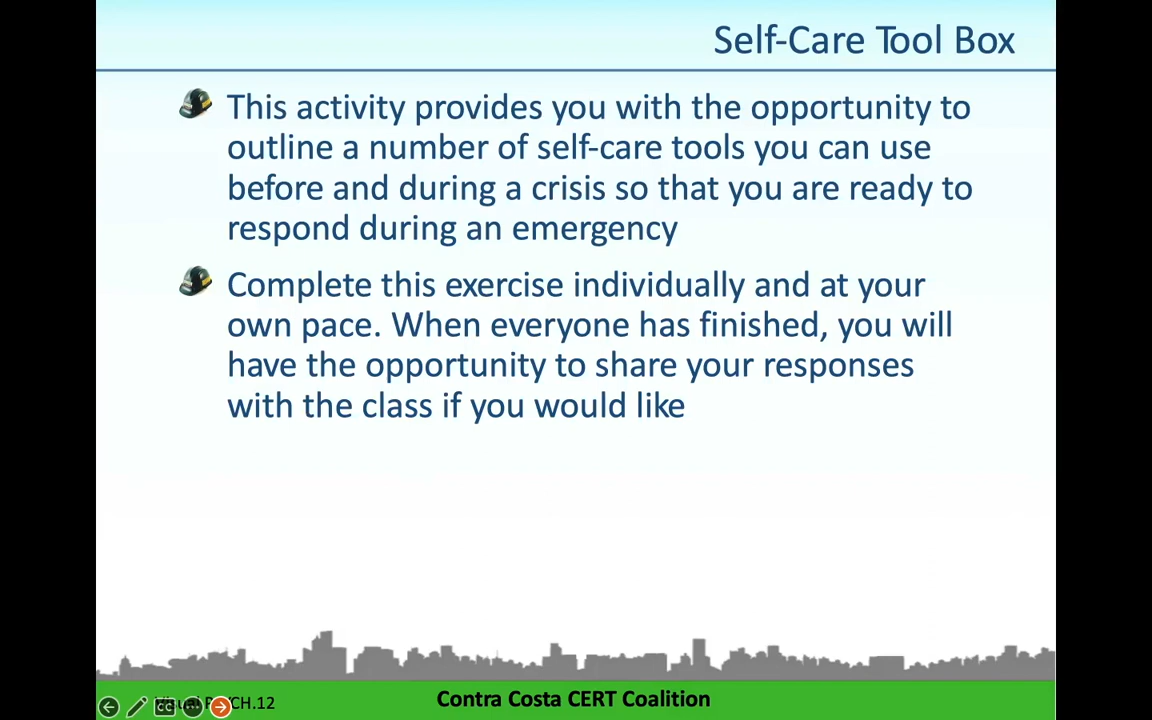 Self-Care Tool Box
This activity provides you with the opportunity to
outline a number of self-care tools you can use
before and during a crisis so that you are ready to
respond during an emergency
Complete this exercise individually and at your
own pace. When everyone has finished, you will
have the opportunity to share your responses
with the class if you would like
CH.12
Contra Costa CERT Coalition